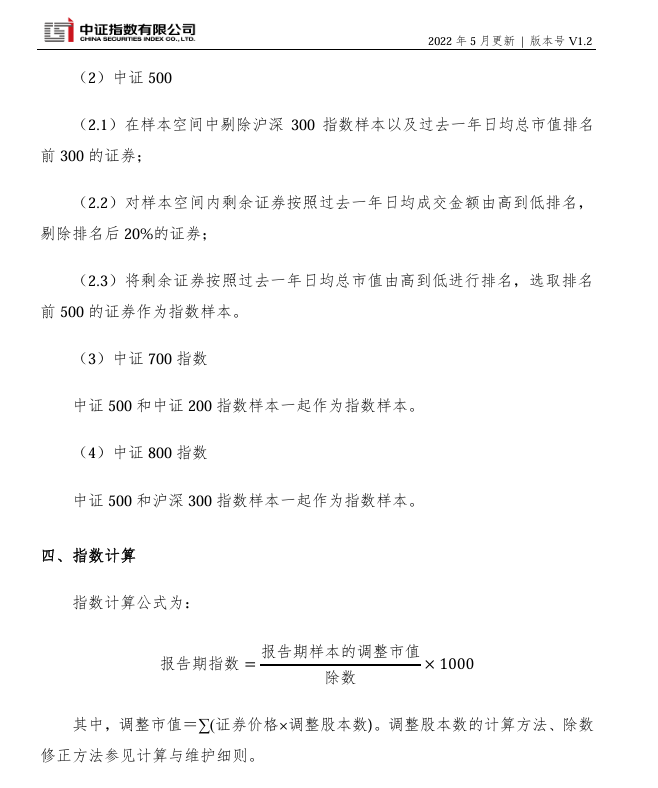 中证指数有限公司
CHINA SECURITIES INDEX CO., LTD.
2022 年 5 月更新 | 版本号 V1.2
（2）中证 500
（2.1）在样本空间中剔除沪深 300 指数样本以及过去一年日均总市值排名
前 300 的证券；
（2.2）对样本空间内剩余证券按照过去一年日均成交金额由高到低排名，
剔除排名后 20%的证券；
（2.3）将剩余证券按照过去一年日均总市值由高到低进行排名，选取排名
前 500 的证券作为指数样本。
（3）中证 700 指数
中证 500 和中证 200 指数样本一起作为指数样本。
（4）中证 800 指数
中证 500 和沪深 300 指数样本一起作为指数样本。
四、指数计算
指数计算公式为：
报告期样本的调整市值
报告期指数 = × 1000
除数
其中，调整市值＝∑(证券价格×调整股本数)。调整股本数的计算方法、除数
修正方法参见计算与维护细则。